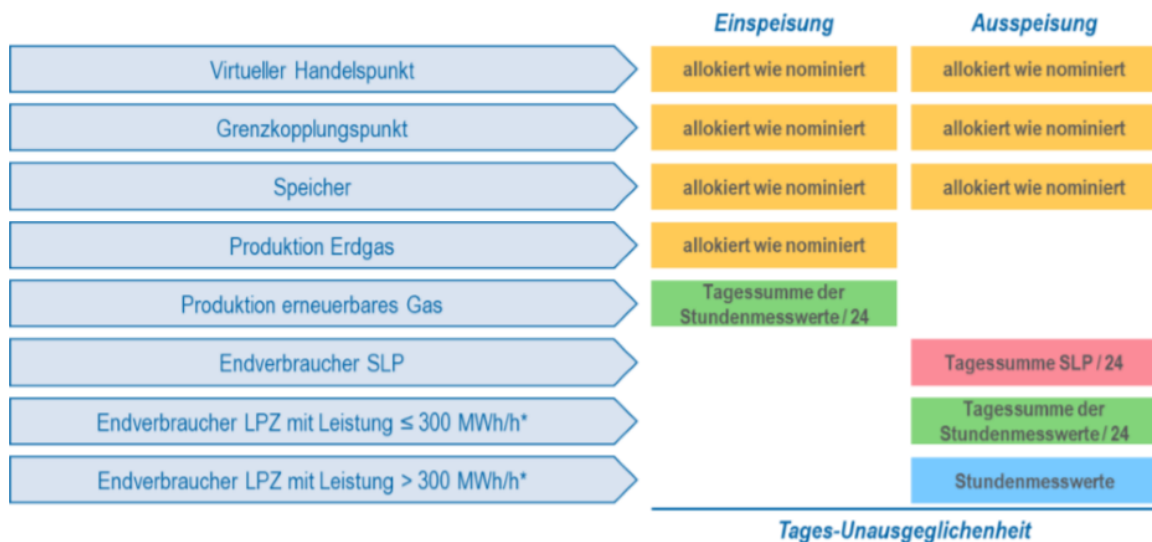 Einspeisung Ausspeisung
Virtueller Handelspunkt allokiert wie nominiert allokiert wie nominiert
Grenzkopplungspunkt allokiert wie nominiert allokiert wie nominiert
Speicher allokiert wie nominiert allokiert wie nominiert
Produktion Erdgas allokiert wie nominiert
Produktion erneuerbares Gas
Tagessumme der
Stundenmesswerte / 24
Endverbraucher SLP Tagessumme SLP / 24
Endverbraucher LPZ mit Leistung ≤ 300 MWh/h*
Tagessumme der
Stundenmesswerte / 24
Endverbraucher LPZ mit Leistung > 300 MWh/h* Stundenmesswerte
Tages-Unausgeglichenheit